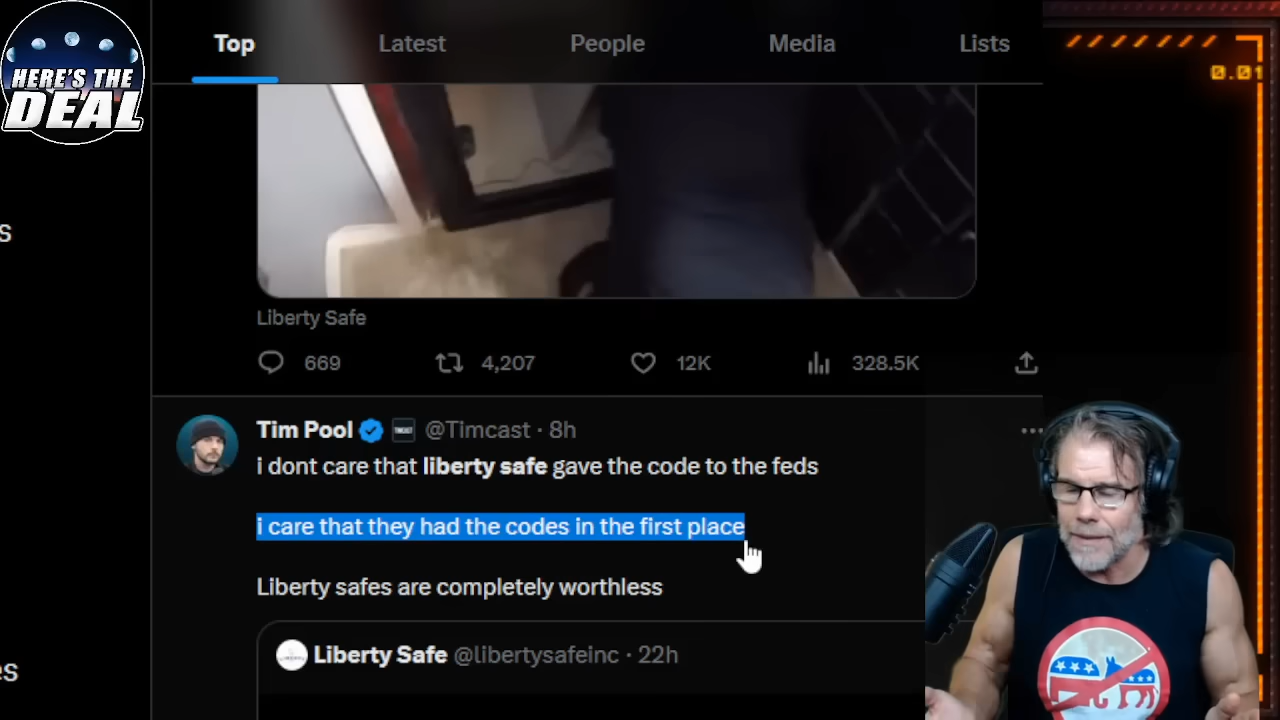 HERE'S THE
DEAL
Top Latest People Media Lists
0.01
s
Liberty Safe
669 4,207 12K 328.5K
Tim Pool @Timcast · 8h
i dont care that liberty safe gave the code to the feds
i care that they had the codes in the first place
Liberty safes are completely worthless
Liberty Safe @libertysafeinc · 22h
es